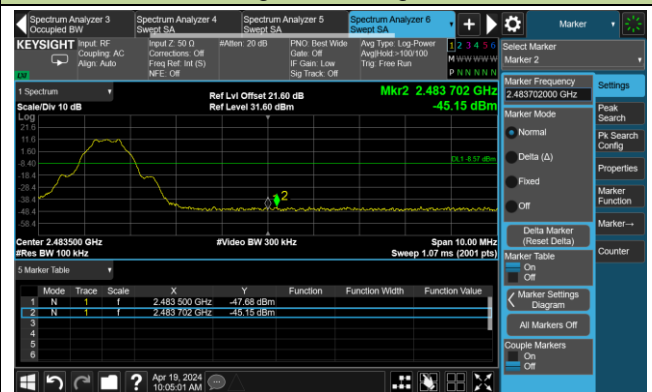 Spectrum Analyzer 3
Occupied BW
Spectrum Analyzer 4
Swept SA
Spectrum Analyzer 5
Swept SA
Spectrum Analyzer 6
Swept SA
Marker
KEYSIGHT
Input: RF
Coupling: AC
Align: Auto
Input Z: 50 Ω
Corrections: Off
Freq Ref: Int (S)
NFE: Off
#Atten: 20 dB
PNO: Best Wide
Gate: Off
IF Gain: Low
Sig Track: Off
Avg Type: Log-Power
Avg|Hold:>100/100
Trig: Free Run
1 2 3 4 5 6
M W W W W W
P N N N N N
LXI
Select Marker
Marker 2
1 Spectrum
Scale/Div 10 dB
Log
Ref Lvl Offset 21.60 dB
Ref Level 31.60 dBm
Mkr2 2.483 702 GHz
-45.15 dBm
21.6
11.6
1.60
-8.40
-18.4
-28.4
-38.4
-48.4
-58.4
DL1 -8.57 dBm
2
Center 2.483500 GHz
#Res BW 100 kHz
#Video BW 300 kHz
Span 10.00 MHz
Sweep 1.07 ms (2001 pts)
5 Marker Table
Mode Trace Scale X Y Function Function Width Function Value
1 N 1 f 2.483 500 GHz -47.68 dBm
2 N 1 f 2.483 702 GHz -45.15 dBm
3
4
5
6
Marker Frequency
2.483702000 GHz
Marker Mode
Normal
Delta (Δ)
Fixed
Off
Delta Marker
(Reset Delta)
Marker Table
On
Off
Marker Settings
Diagram
All Markers Off
Couple Markers
On
Off
Settings
Peak
Search
Pk Search
Config
Properties
Marker
Function
Marker→
Counter
?
Apr 19, 2024
10:05:01 AM